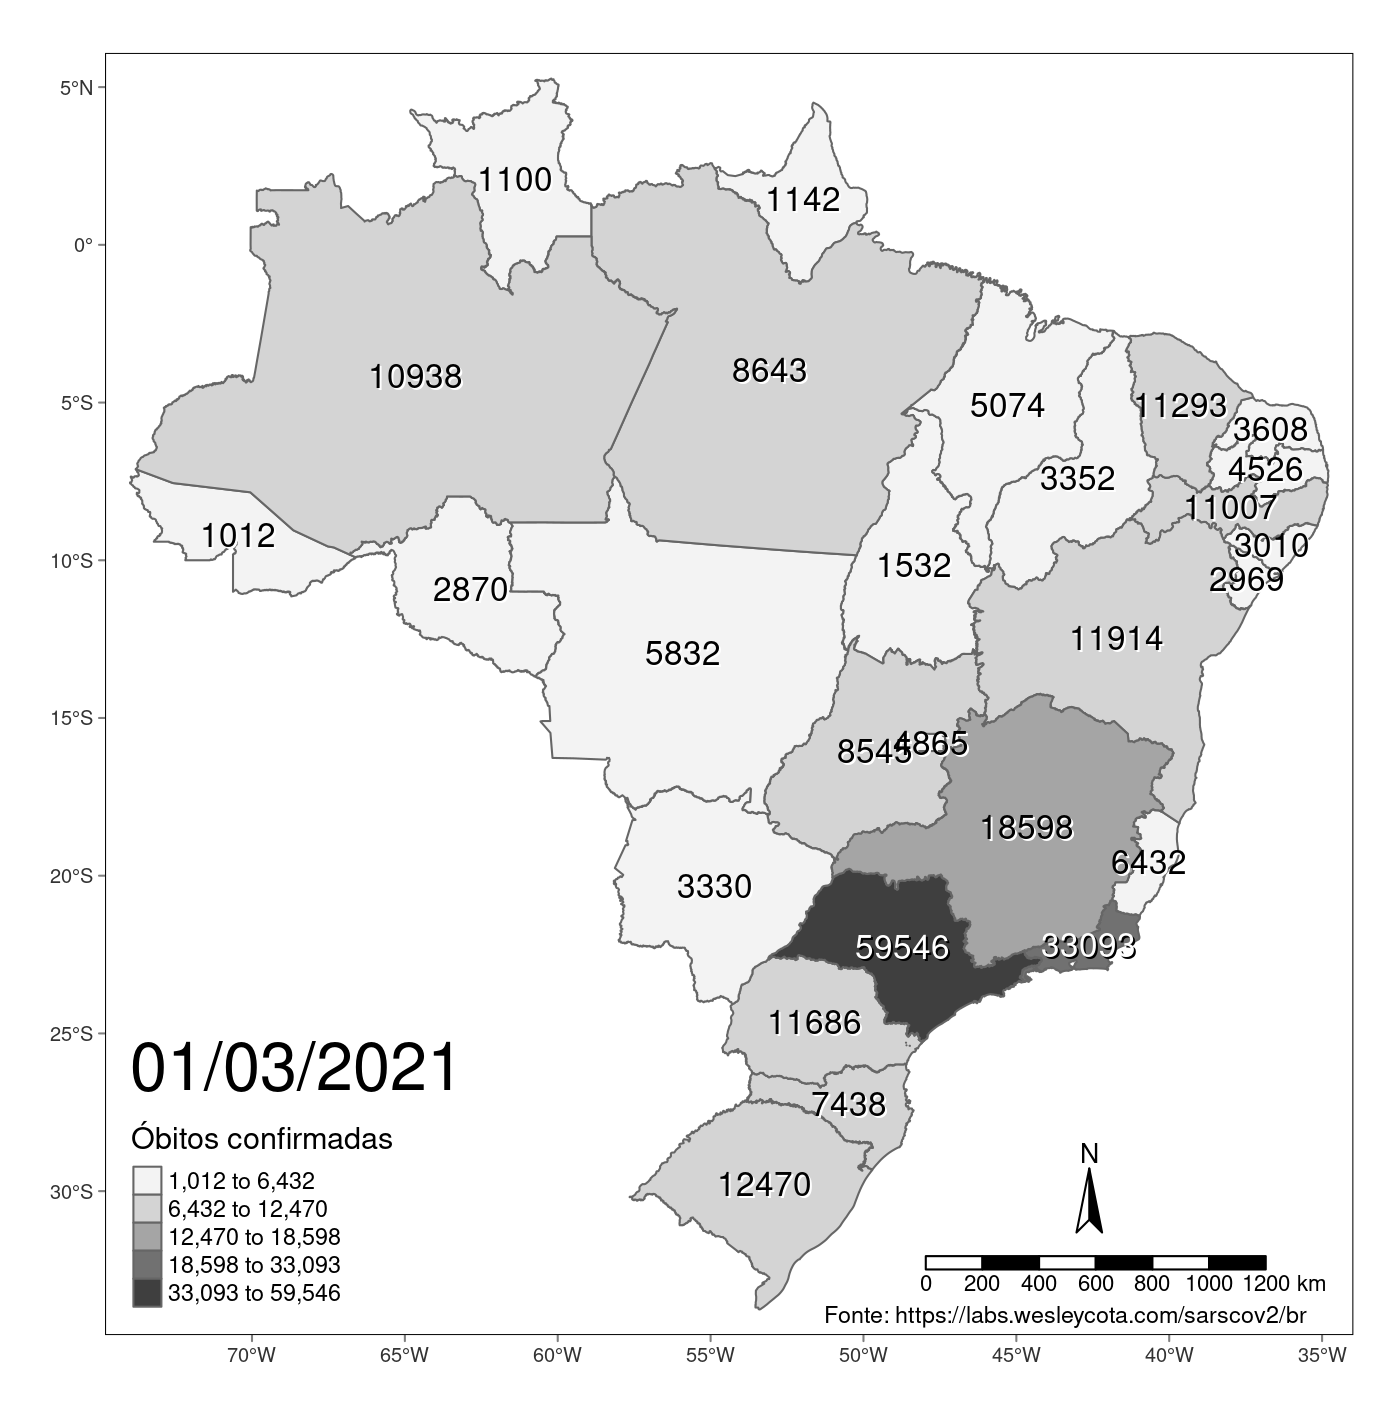 5°N
0°
5°S
10°S
15°S
20°S
25°S
30°S
1100
1142
10938
8643
5074
11293
3608
4526
3352
11007
1012
3010
2870
1532
2969
5832
11914
8545
4865
18598
6432
3330
59546
33093
11686
7438
12470
01/03/2021
Óbitos confirmadas
1,012 to 6,432
6,432 to 12,470
12,470 to 18,598
18,598 to 33,093
33,093 to 59,546
N
0 200 400 600 800 1000 1200 km
Fonte: https://labs.wesleycota.com/sarscov2/br
70°W 65°W 60°W 55°W 50°W 45°W 40°W 35°W